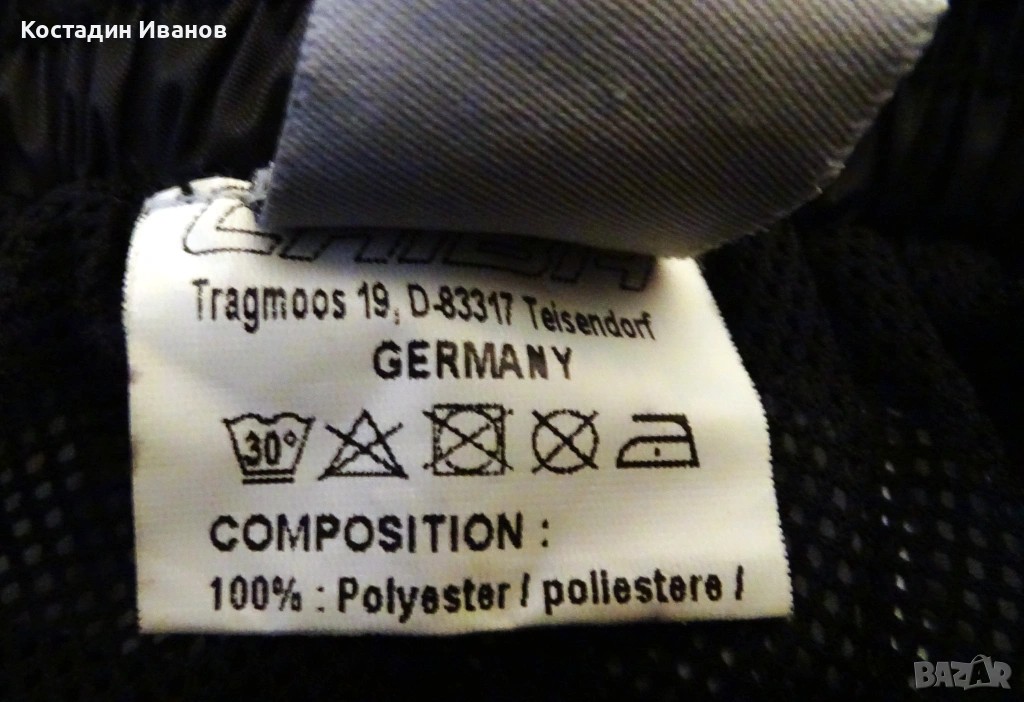 Костадин Иванов
Tragmoos 19, D-83317 Teisendorf
GERMANY
30°
COMPOSITION :
100% : Polyester / poliestere /
BAZAR